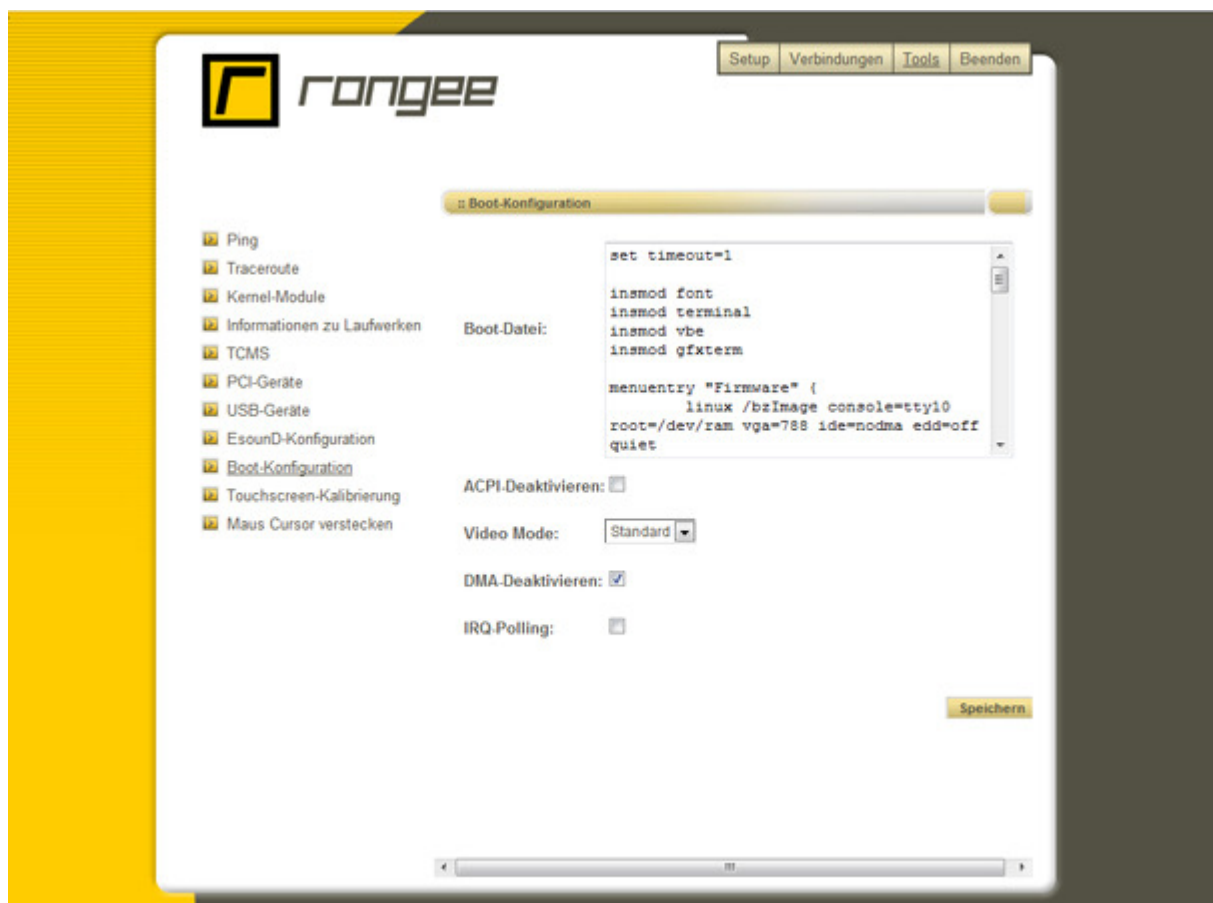 rangee
Setup
Verbindungen
Tools
Beenden
:: Boot-Konfiguration
Ping
Traceroute
Kernel-Module
Informationen zu Laufwerken
TCMS
PCI-Geräte
USB-Geräte
EsounD-Konfiguration
Boot-Konfiguration
Touchscreen-Kalibrierung
Maus Cursor verstecken
Boot-Datei:
set timeout=1
insmod font
insmod terminal
insmod vbe
insmod gfxterm
menuentry "Firmware" {
linux /bzImage console=tty10
root=/dev/ram vga=788 ide=nodma edd=off
quiet
ACPI-Deaktivieren:
Video Mode:
Standard
DMA-Deaktivieren:
IRQ-Polling:
Speichern